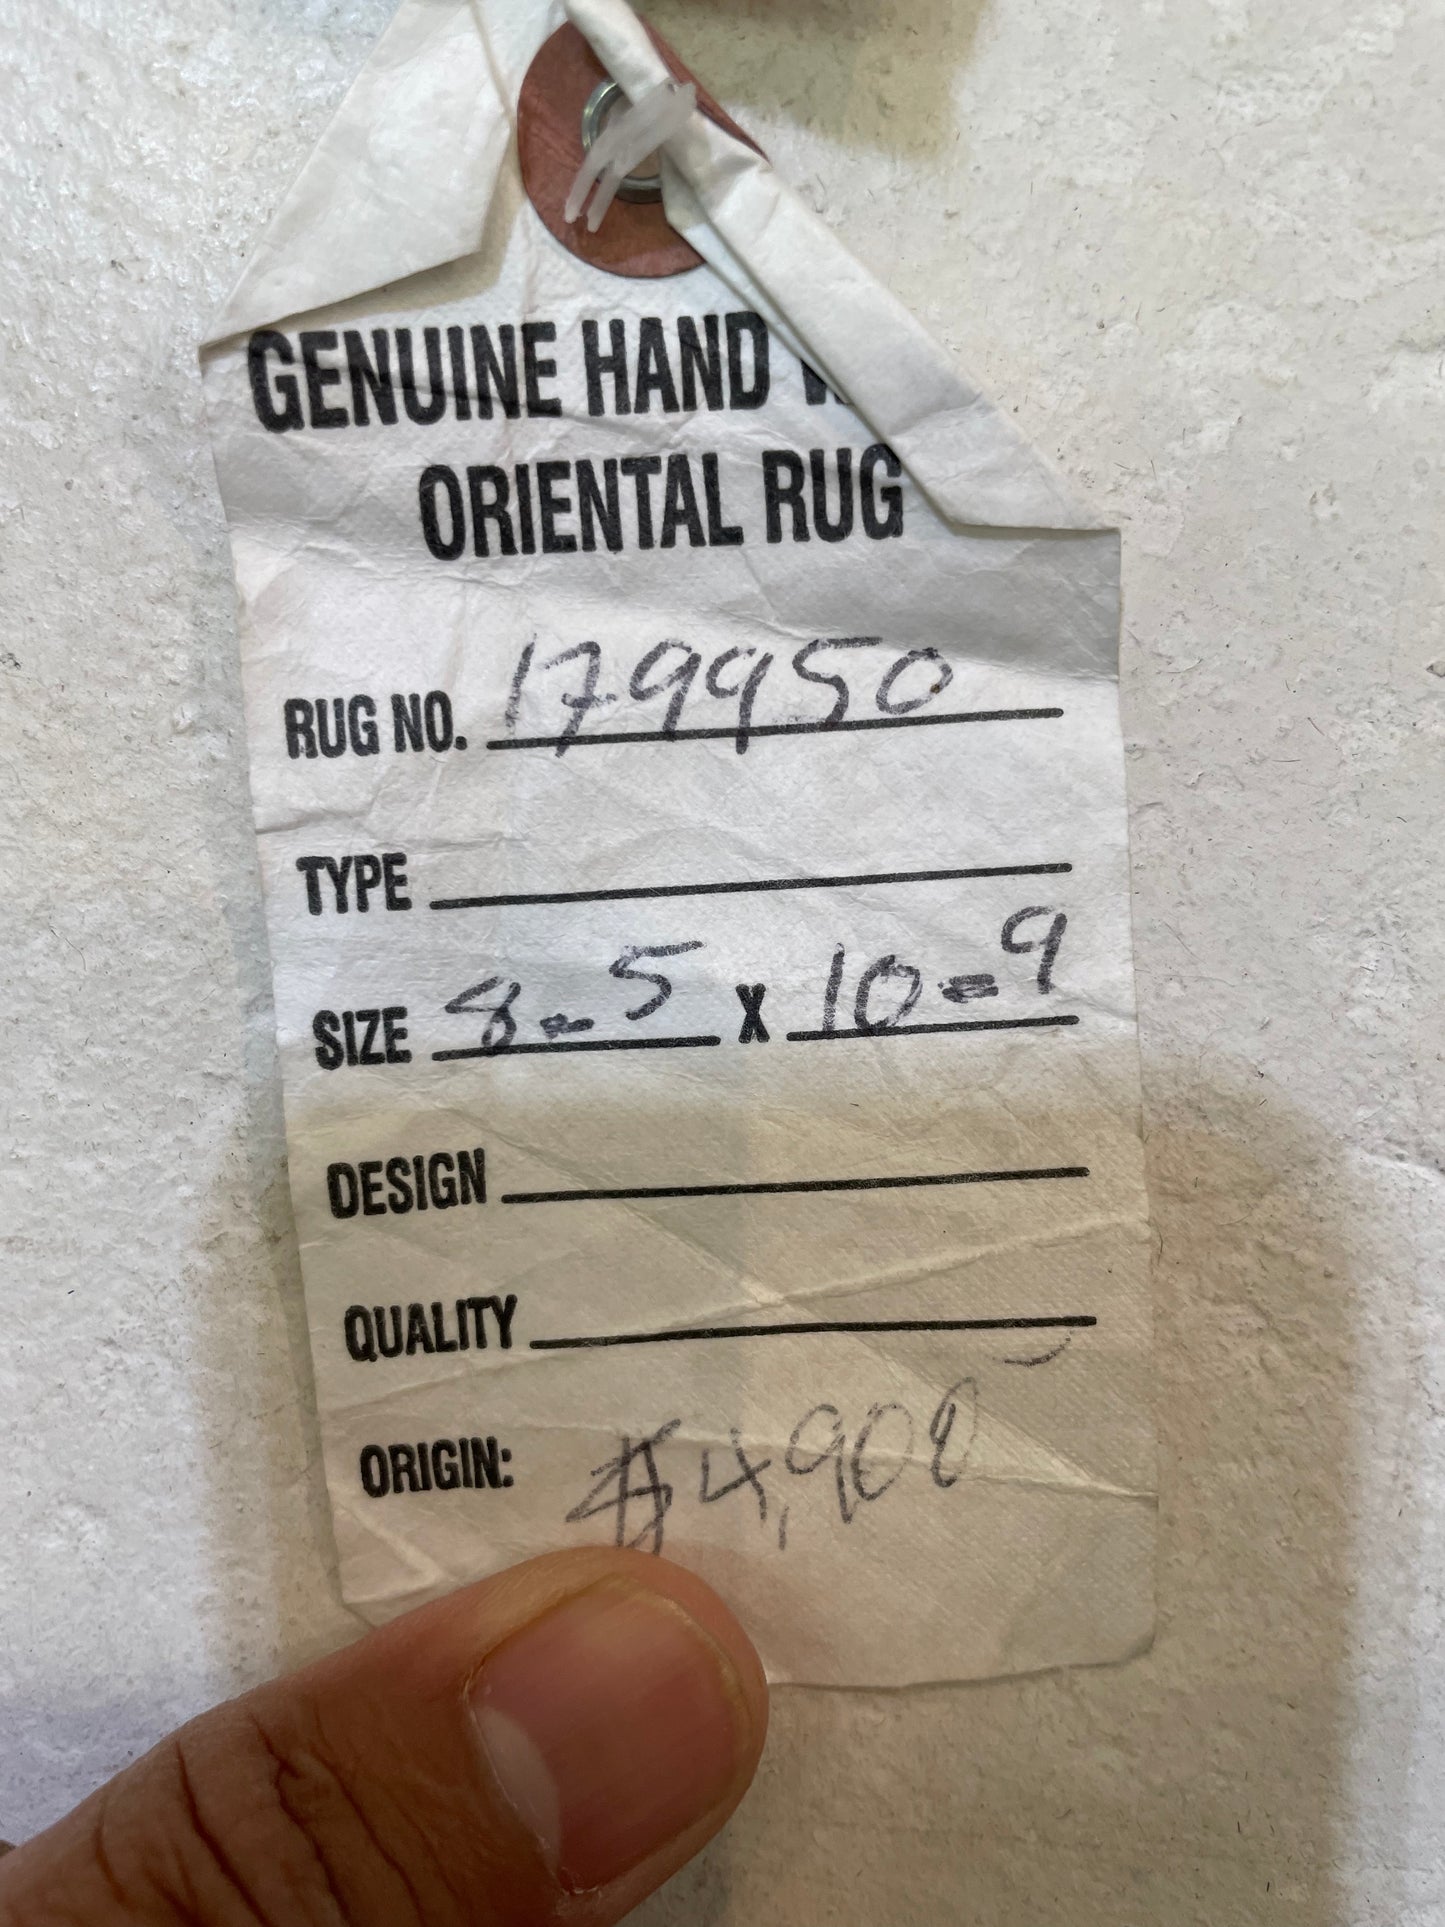 GENUINE HAND
ORIENTAL RUG
RUG NO. 179950
TYPE
SIZE 8-5 X 10-9
DESIGN
QUALITY
ORIGIN: $4,900